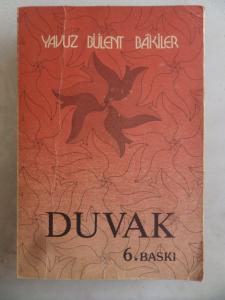 YAVUZ BÜLENT BÂKİLER
DUVAK
6. BASKI